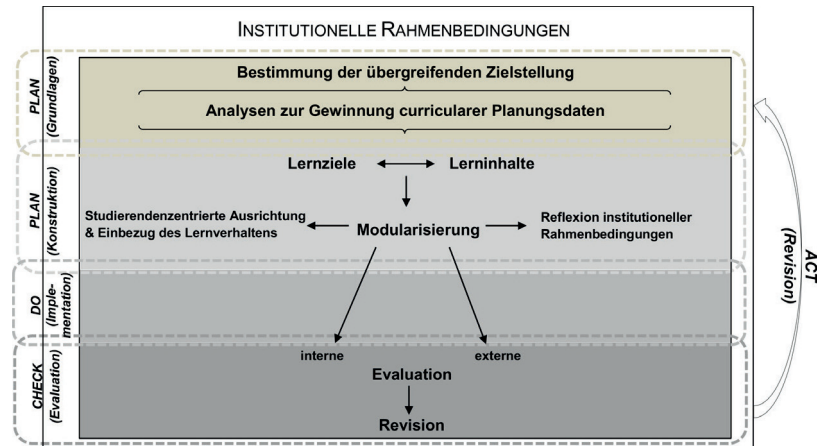 INSTITUTIONELLE RAHMENBEDINGUNGEN
PLAN
(Grundlagen)
Bestimmung der übergreifenden Zielstellung
Analysen zur Gewinnung curricularer Planungsdaten
PLAN
(Konstruktion)
Lernziele
Lerninhalte
Studierendenzentrierte Ausrichtung
& Einbezug des Lernverhaltens
Modularisierung
Reflexion institutioneller
Rahmenbedingungen
DO
(Imple-
mentation)
CHECK
(Evaluation)
interne
externe
Evaluation
Revision
ACT
(Revision)